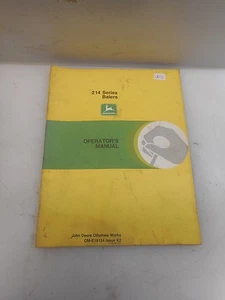 214 Series
Balers
OPERATOR'S
MANUAL
John Deere Ottumwa Works